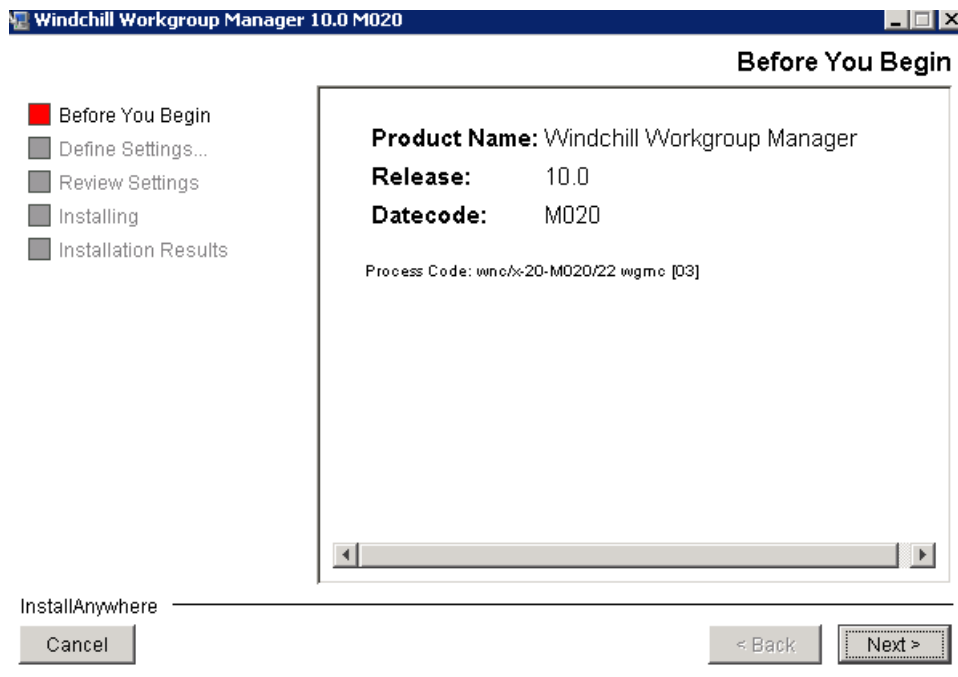 Windchill Workgroup Manager 10.0 M020
Before You Begin
Before You Begin
Define Settings...
Review Settings
Installing
Installation Results
Product Name: Windchill Workgroup Manager
Release: 10.0
Datecode: M020
Process Code: wnc/x-20-M020/22 wgmc [03]
InstallAnywhere
Cancel
< Back
Next >